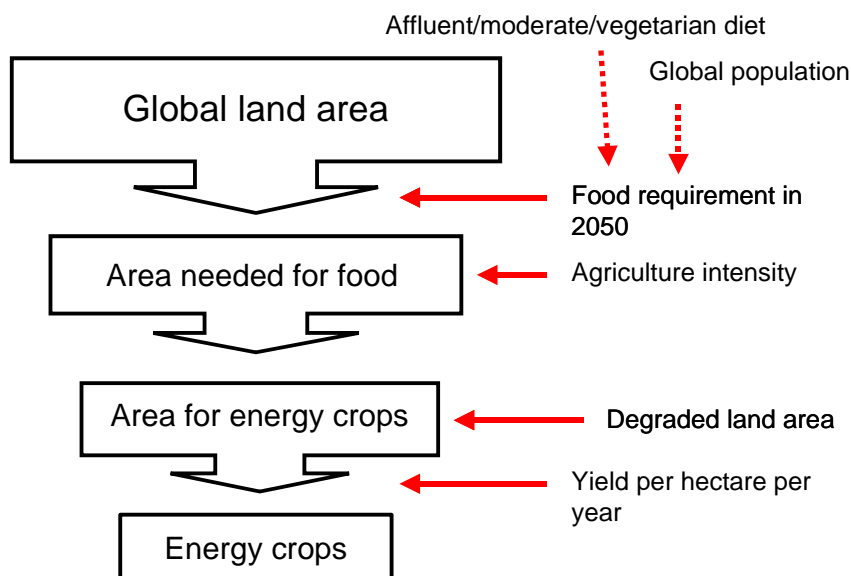 Affluent/moderate/vegetarian diet
Global population
Global land area
Food requirement in
2050
Area needed for food
Agriculture intensity
Area for energy crops
Degraded land area
Yield per hectare per
year
Energy crops